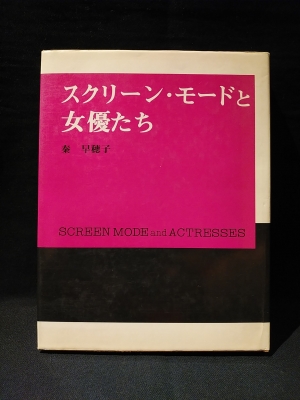 スクリーン・モードと
女優たち
秦 早穂子
SCREEN MODE and ACTRESSES